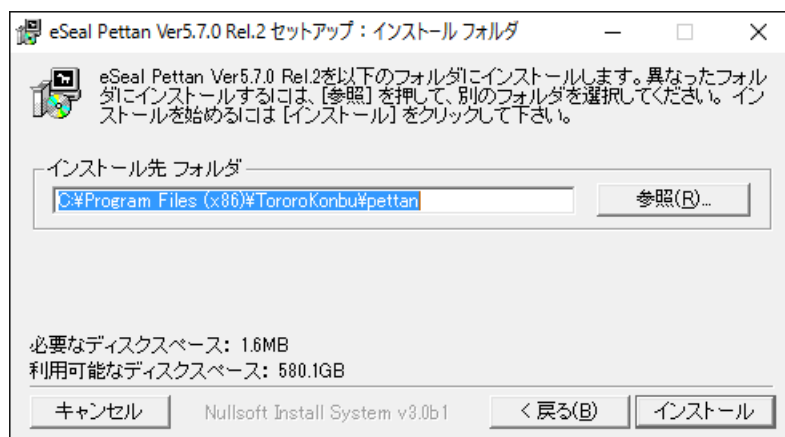 eSeal Pettan Ver5.7.0 Rel.2 セットアップ：インストール フォルダ
eSeal Pettan Ver5.7.0 Rel.2を以下のフォルダにインストールします。異なったフォル
ダにインストールするには、[参照] を押して、別のフォルダを選択してください。イン
ストールを始めるには [インストール] をクリックして下さい。
インストール先 フォルダ
C:¥Program Files (x86)¥TororoKonbu¥pettan
参照(R)...
必要なディスクスペース: 1.6MB
利用可能なディスクスペース: 580.1GB
キャンセル
Nullsoft Install System v3.0b1
< 戻る(B)
インストール